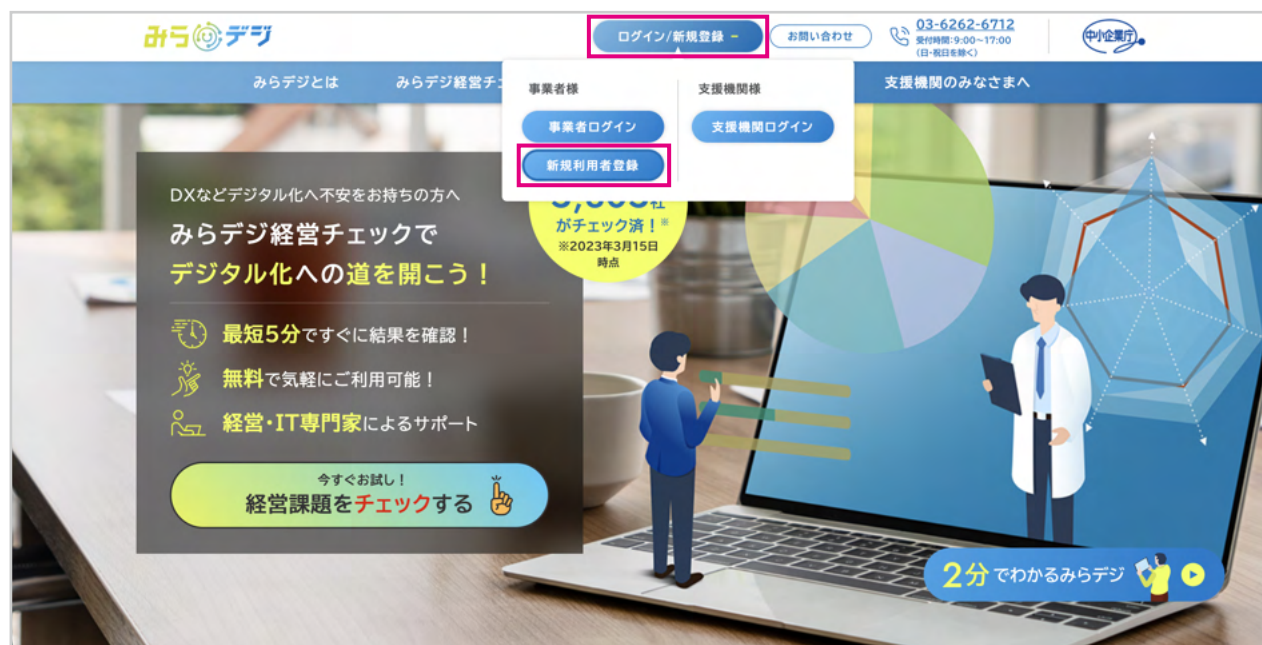 みらデジ
ログイン/新規登録 −
お問い合わせ
03-6262-6712
受付時間:9:00~17:00
(日・祝日を除く)
中小企業庁
みらデジとは
みらデジ経営チェ
支援機関のみなさまへ
事業者様
支援機関様
事業者ログイン
支援機関ログイン
新規利用者登録
社
がチェック済!※
※2023年3月15日
時点
DXなどデジタル化へ不安をお持ちの方へ
みらデジ経営チェックで
デジタル化への道を開こう!
最短5分ですぐに結果を確認!
無料で気軽にご利用可能!
経営・IT専門家によるサポート
今すぐお試し!
経営課題をチェックする
2分でわかるみらデジ